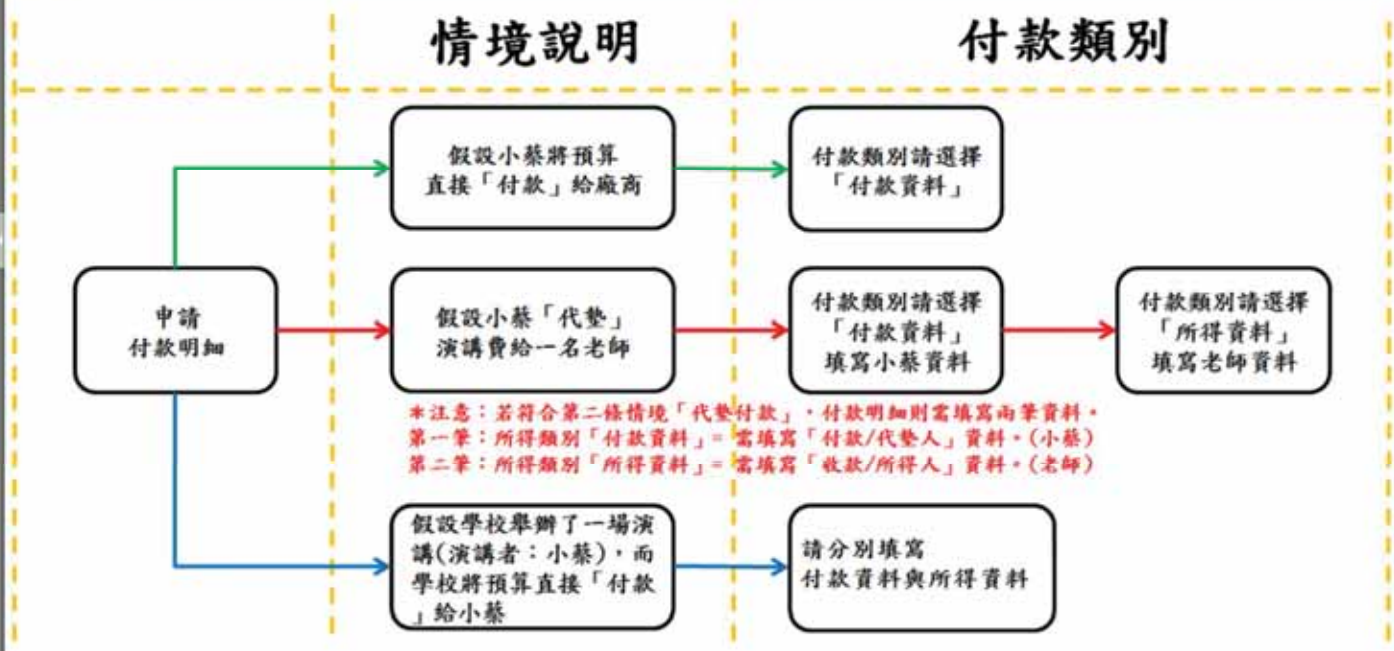 情境說明
付款類別
假設小蔡將預算
直接「付款」給廠商
付款類別請選擇
「付款資料」
申請
付款明細
假設小蔡「代墊」
演講費給一名老師
付款類別請選擇
「付款資料」
填寫小蔡資料
付款類別請選擇
「所得資料」
填寫老師資料
*注意：若符合第二條情境「代墊付款」，付款明細則需填寫兩筆資料。
第一筆：所得類別「付款資料」= 需填寫「付款/代墊人」資料。(小蔡)
第二筆：所得類別「所得資料」= 需填寫「收款/所得人」資料。(老師)
假設學校舉辦了一場演
講(演講者：小蔡)，而
學校將預算直接「付款
」給小蔡
請分別填寫
付款資料與所得資料